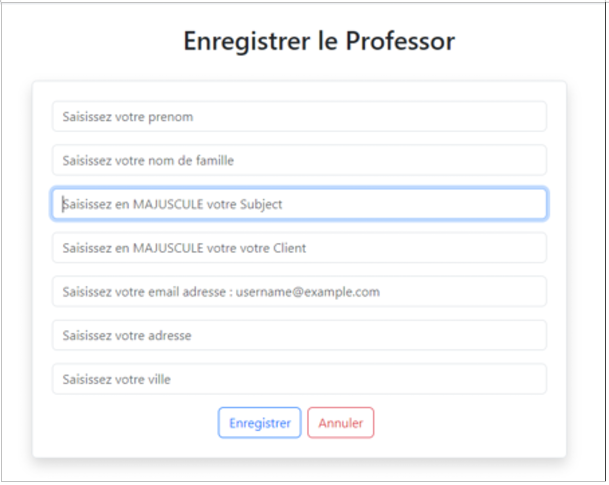 Enregistrer le Professor
Saisissez votre prenom
Saisissez votre nom de famille
Saisissez en MAJUSCULE votre Subject
Saisissez en MAJUSCULE votre votre Client
Saisissez votre email adresse : username@example.com
Saisissez votre adresse
Saisissez votre ville
Enregistrer Annuler